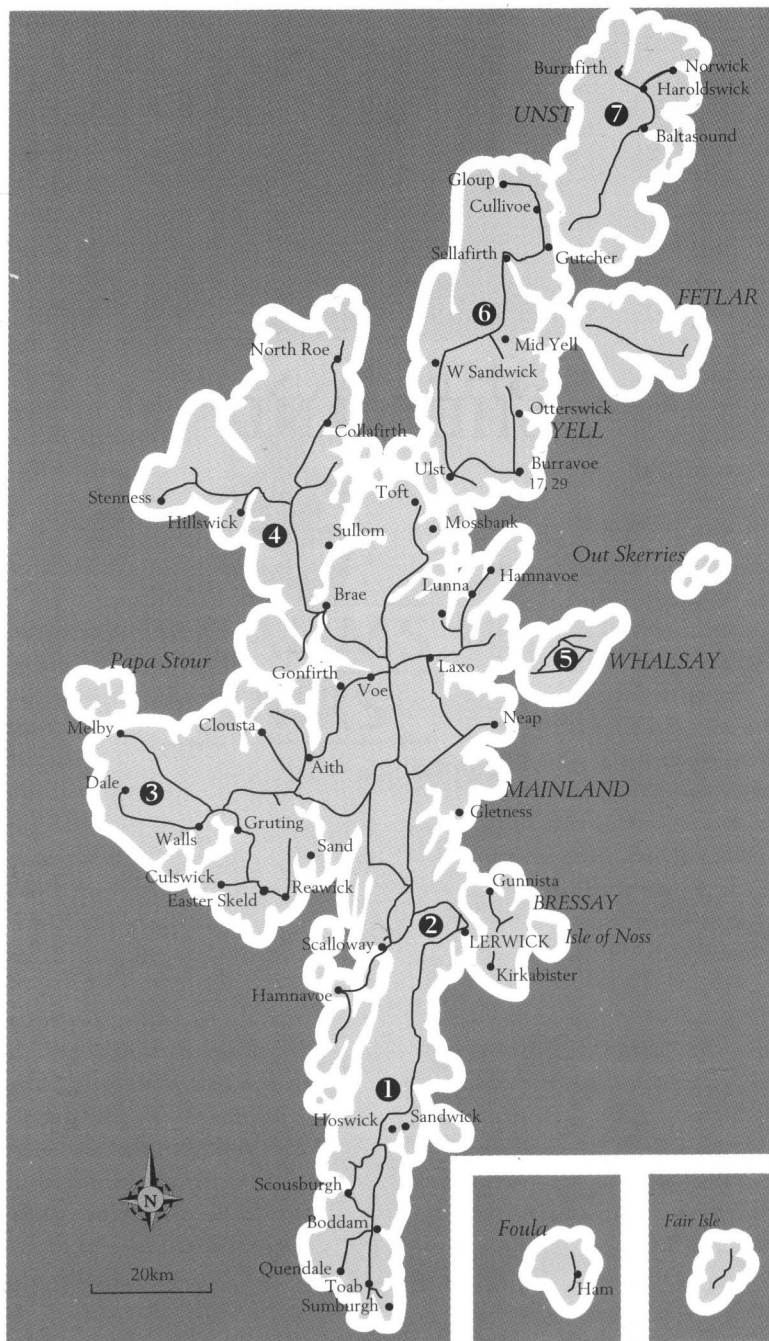 Burrafirth
Norwick
Haroldswick
UNST
7
Baltasound
Gloup
Cullivoe
Sellafirth
Gutcher
FETLAR
6
Mid Yell
North Roe
W Sandwick
Otterswick
YELL
Collafirth
Ulst
Burravoe
17, 29
Stenness
Toft
Hillswick
Mossbank
4
Sullom
Out Skerries
Lunna
Hamnavoe
Brae
Papa Stour
5
WHALSAY
Laxo
Gonfirth
Voe
Melby
Clousta
Neap
Aith
Dale
3
MAINLAND
Gletness
Walls
Gruting
Sand
Culswick
Easter Skeld
Reawick
Gunnista
BRESSAY
2
LERWICK
Isle of Noss
Scalloway
Kirkabister
Hamnavoe
1
Hoswick
Sandwick
N
Scousburgh
Boddam
20km
Quendale
Toab
Sumburgh
Foula
Ham
Fair Isle